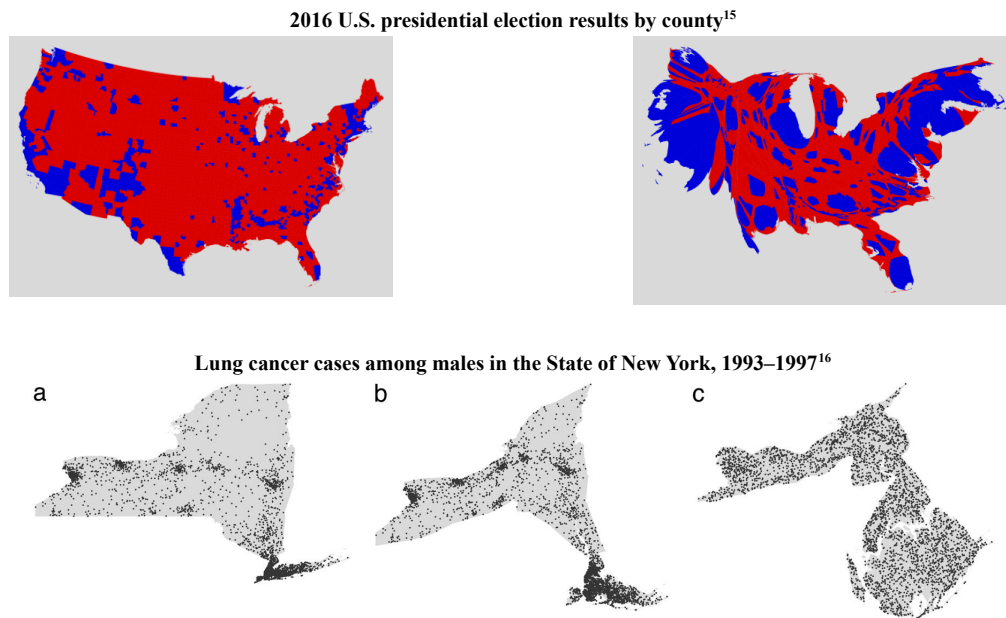 2016 U.S. presidential election results by county15
Lung cancer cases among males in the State of New York, 1993–199716
a
b
c